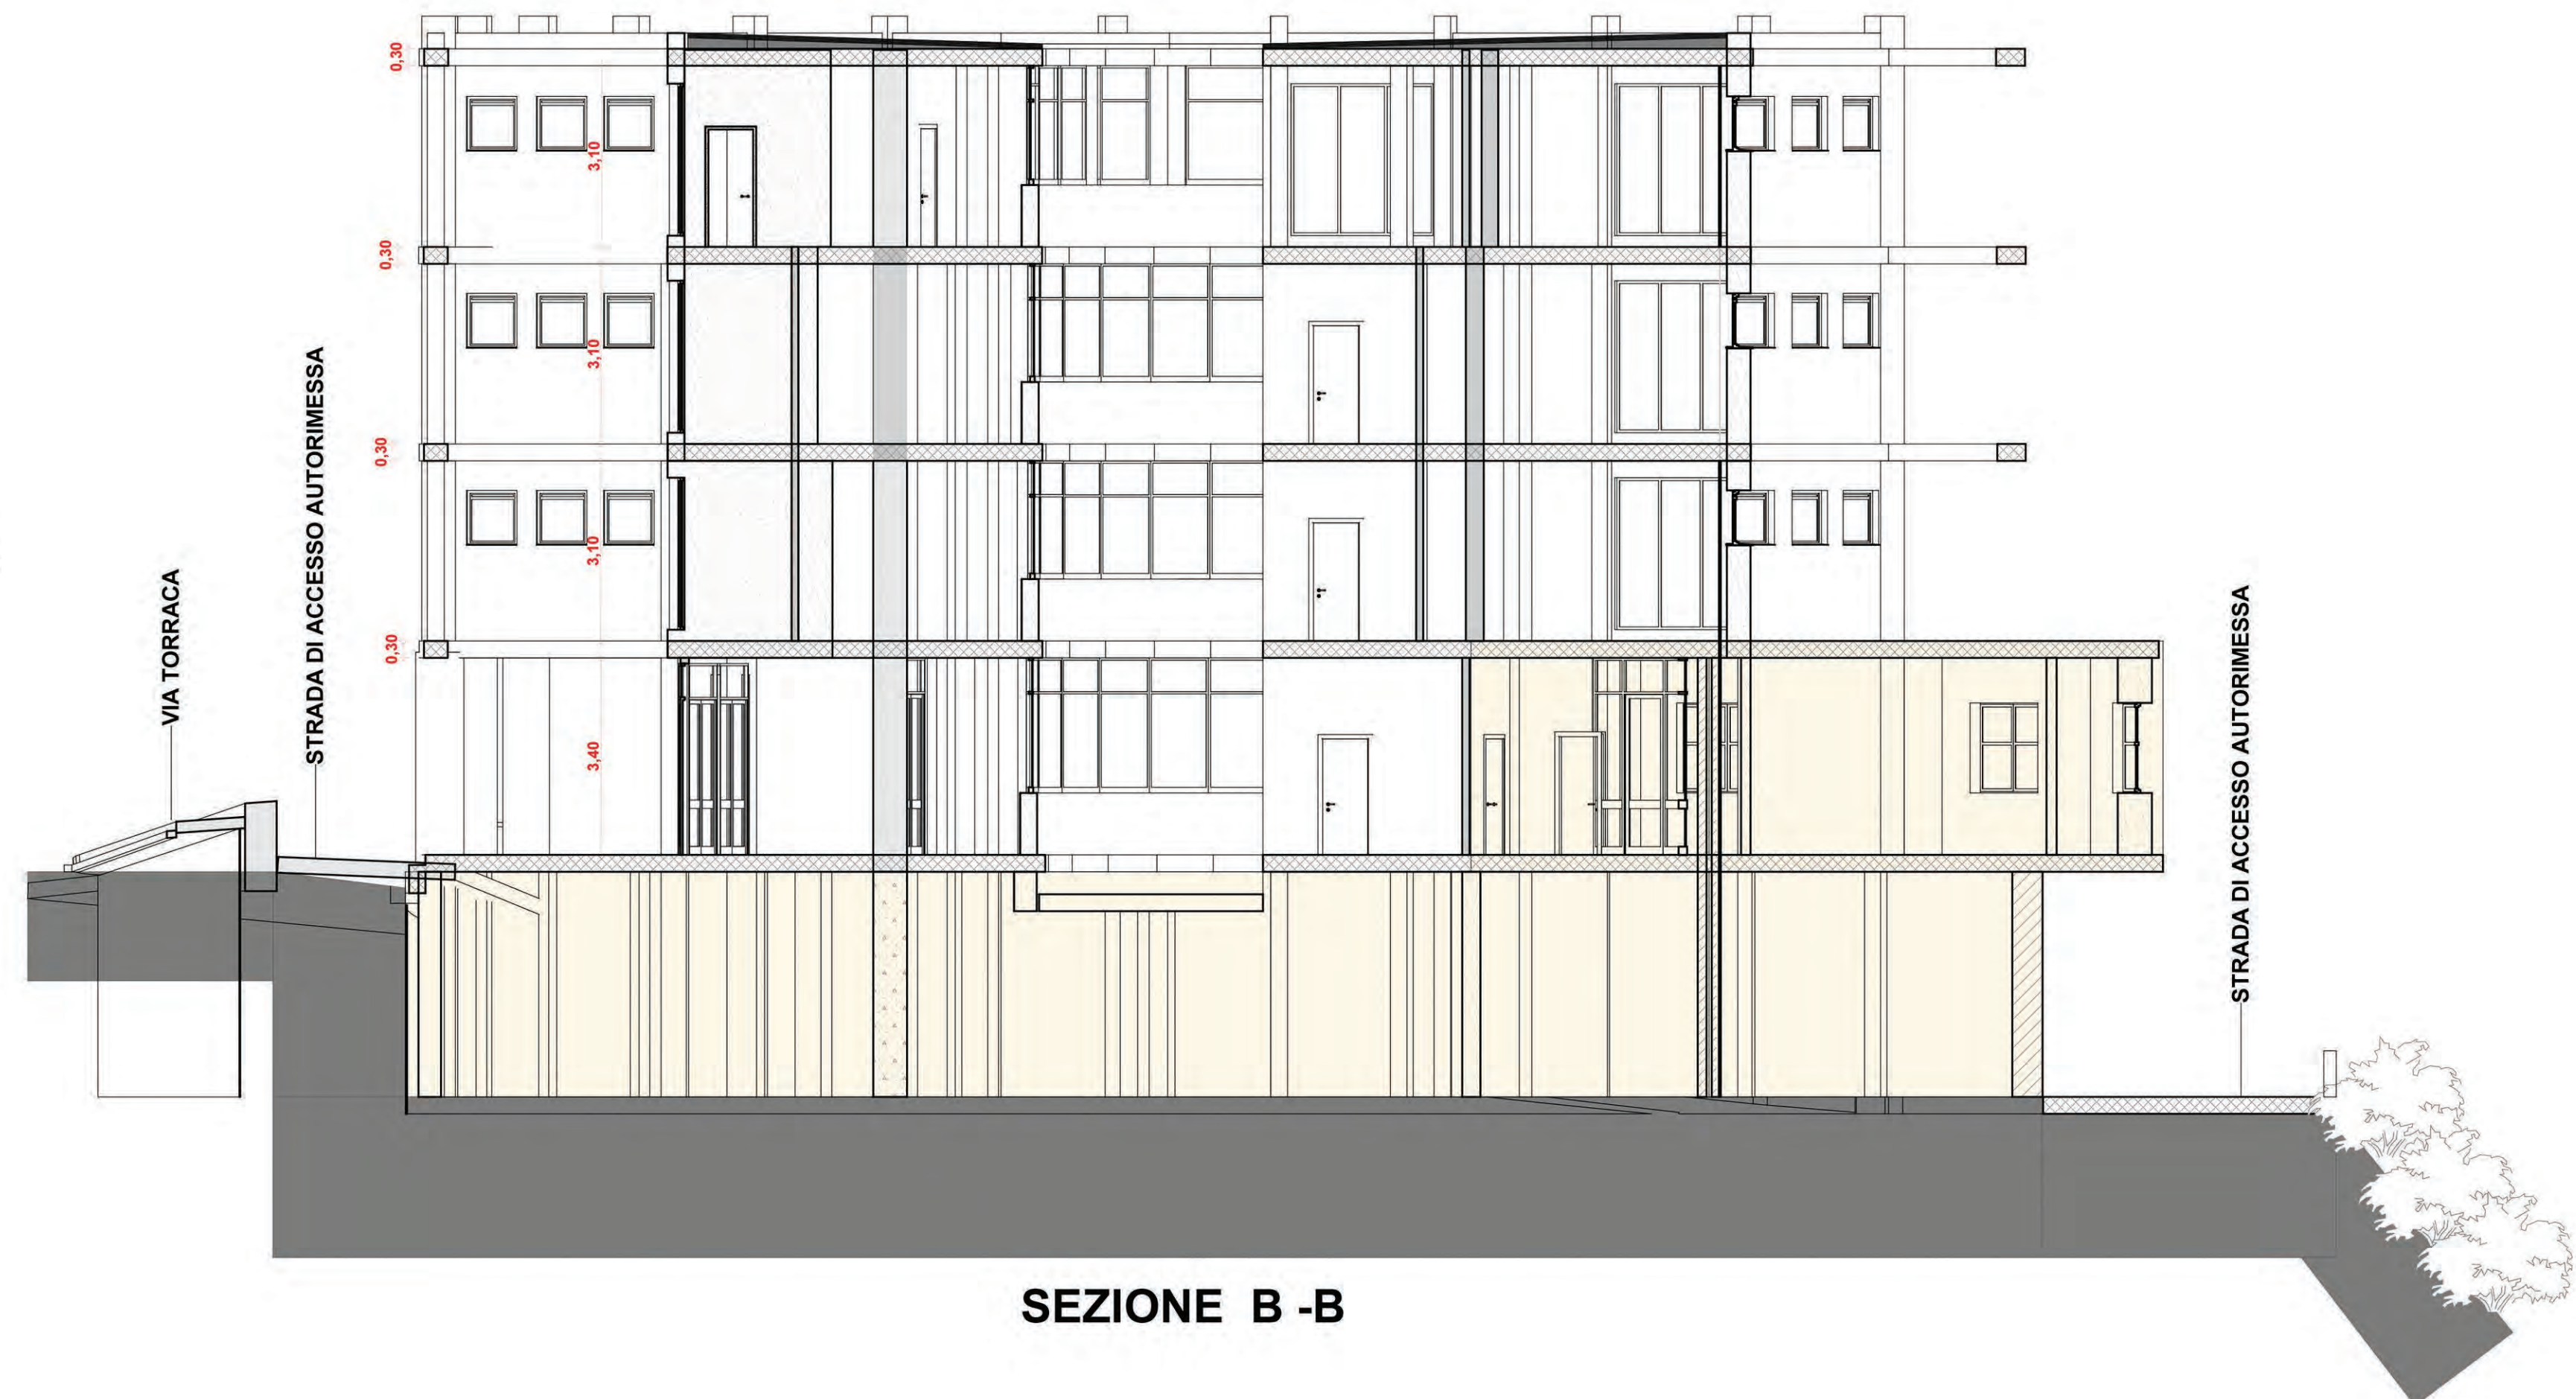 0,30
3,10
0,30
3,10
0,30
3,10
0,30
3,40
VIA TORRACA
STRADA DI ACCESSO AUTORIMESSA
STRADA DI ACCESSO AUTORIMESSA
SEZIONE B -B